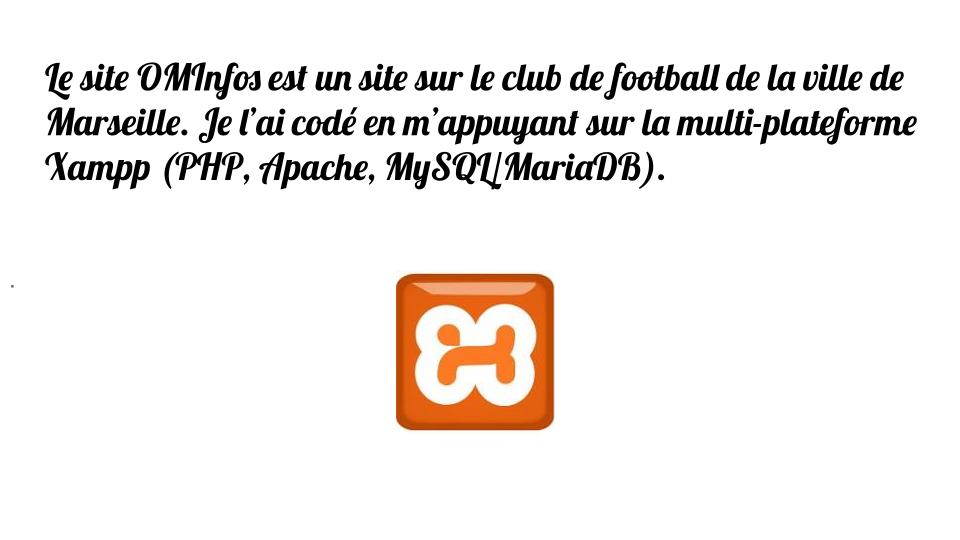 Le site OMInfos est un site sur le club de football de la ville de
Marseille. Je l’ai codé en m’appuyant sur la multi-plateforme
Xampp (PHP, Apache, MySQL/MariaDB).
.